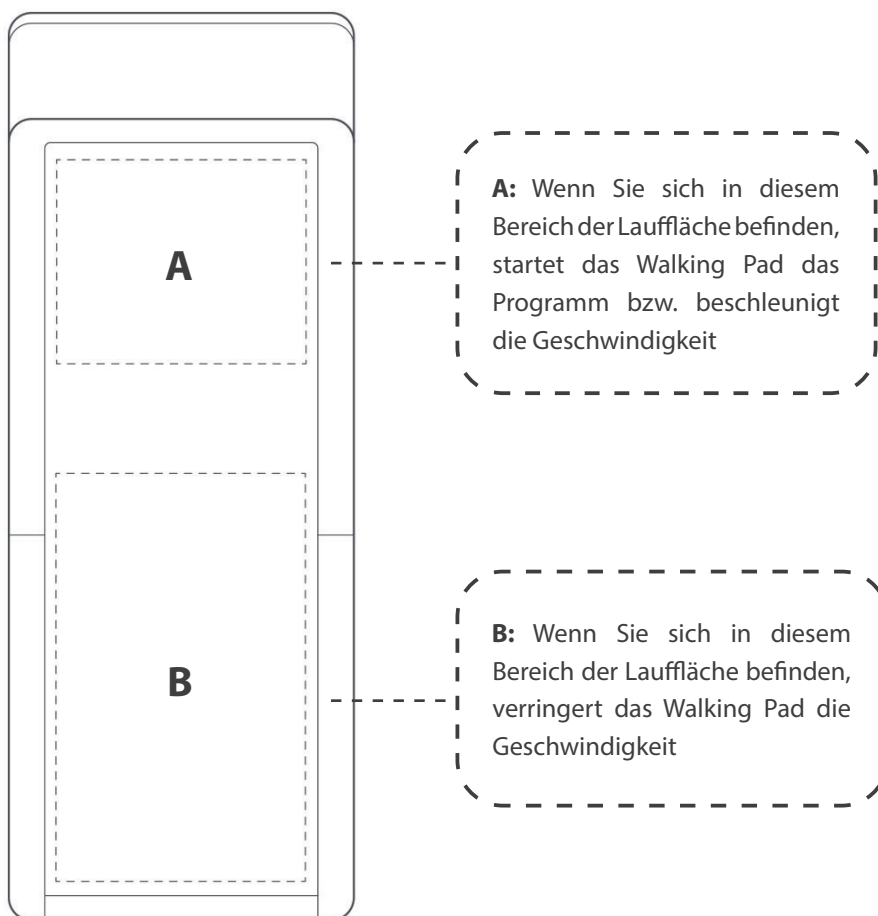 A
A: Wenn Sie sich in diesem
Bereich der Lauffläche befinden,
startet das Walking Pad das
Programm bzw. beschleunigt
die Geschwindigkeit
B
B: Wenn Sie sich in diesem
Bereich der Lauffläche befinden,
verringert das Walking Pad die
Geschwindigkeit